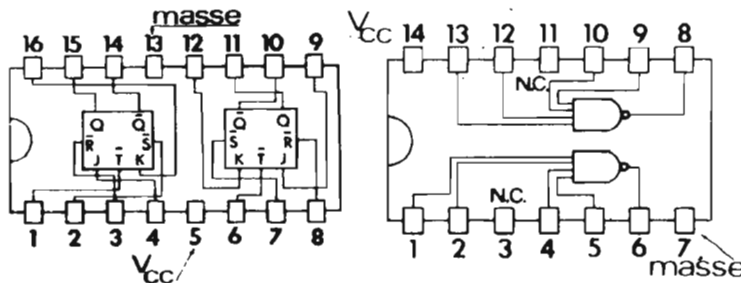 masse
16 15 14 13 12 11 10 9
Q Q̅ Q̅ Q
R̅ S̅ S̅ R̅
J T̅ K K T̅ J
1 2 3 4 5 6 7 8
VCC
VCC 14 13 12 11 10 9 8
N.C.
N.C.
1 2 3 4 5 6 7
masse